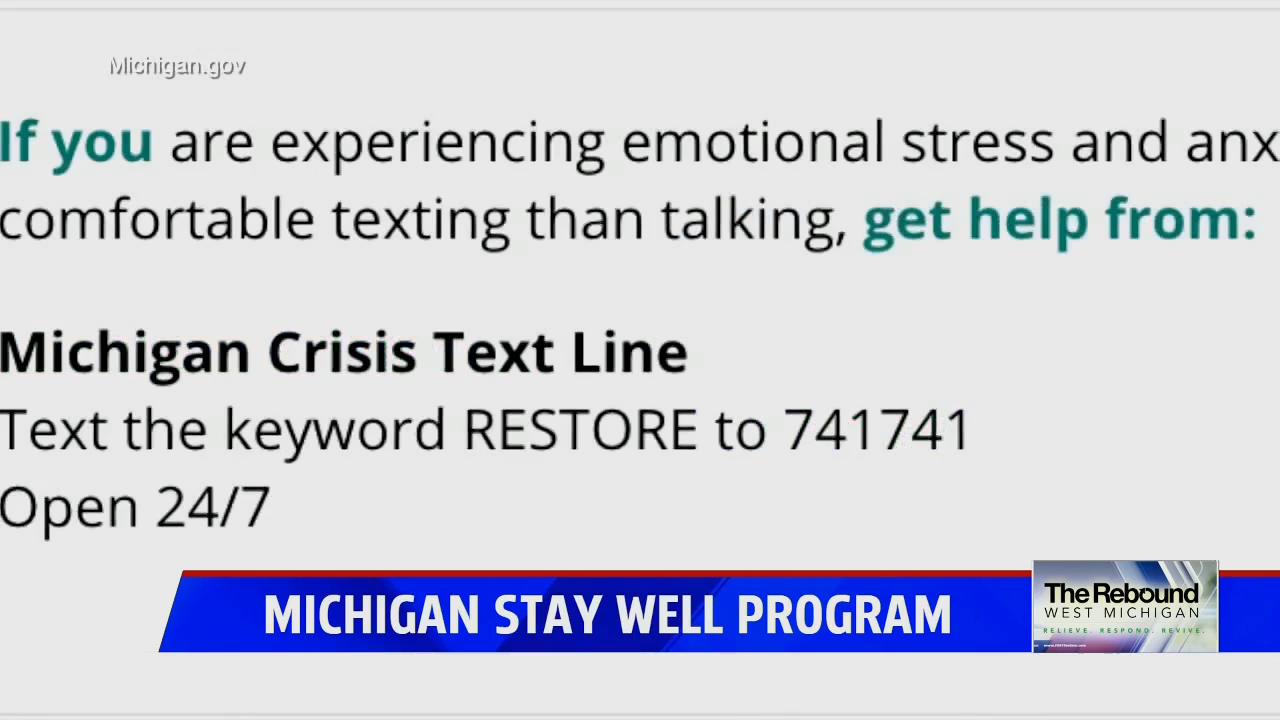 Michigan.gov
If you are experiencing emotional stress and anx
comfortable texting than talking, get help from:
Michigan Crisis Text Line
Text the keyword RESTORE to 741741
Open 24/7
MICHIGAN STAY WELL PROGRAM
The Rebound
WEST MICHIGAN
RELIEVE. RESPOND. REVIVE.